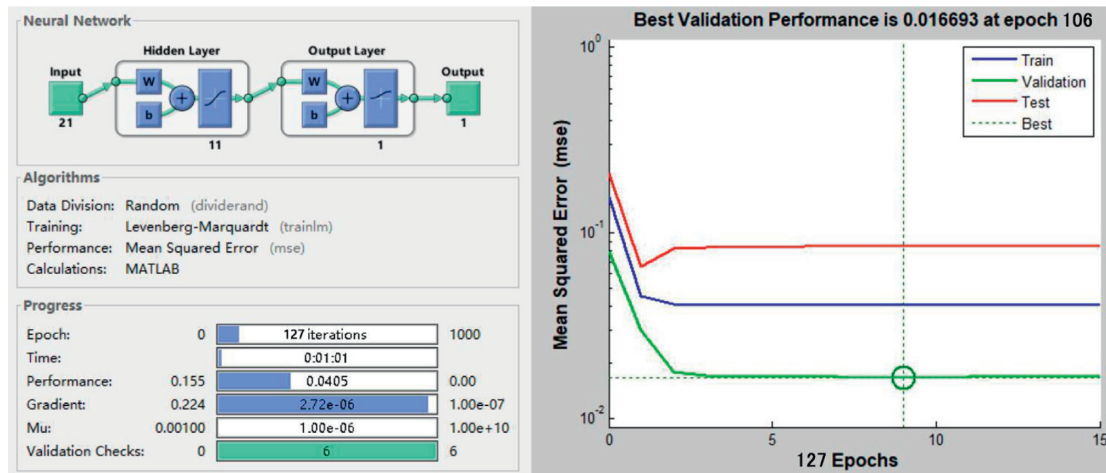 Neural Network
Hidden Layer Output Layer
Input Output
W W
b b
21 1
11 1
Algorithms
Data Division: Random (dividerand)
Training: Levenberg-Marquardt (trainlm)
Performance: Mean Squared Error (mse)
Calculations: MATLAB
Progress
Epoch: 0 127 iterations 1000
Time: 0:01:01
Performance: 0.155 0.0405 0.00
Gradient: 0.224 2.72e-06 1.00e-07
Mu: 0.00100 1.00e-06 1.00e+10
Validation Checks: 0 6 6
Best Validation Performance is 0.016693 at epoch 106
Mean Squared Error (mse)
10^0
10^-1
10^-2
Train
Validation
Test
Best
0 5 10 15
127 Epochs